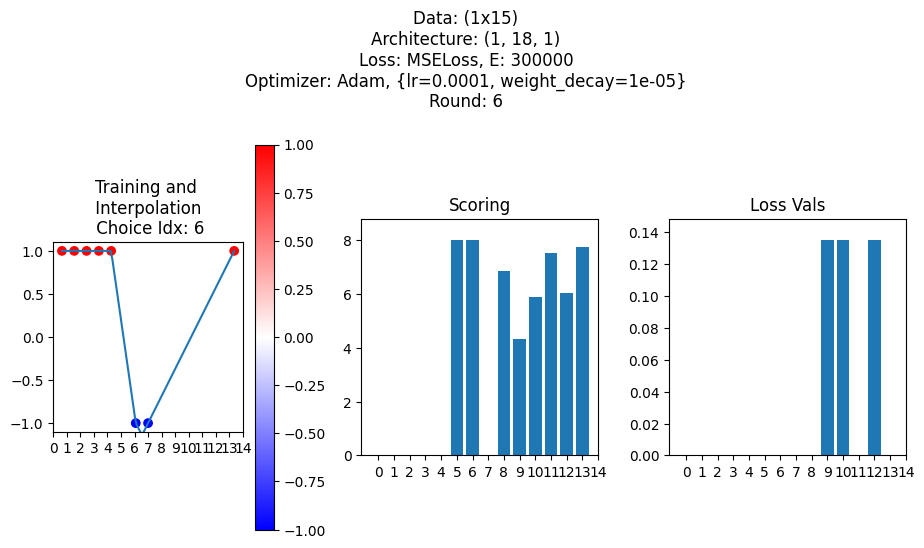 Data: (1x15)
Architecture: (1, 18, 1)
Loss: MSELoss, E: 300000
Optimizer: Adam, {lr=0.0001, weight_decay=1e-05}
Round: 6
Training and
Interpolation
Choice Idx: 6
1.0
0.5
0.0
−0.5
−1.0
0 1 2 3 4 5 6 7 8 9 10 11 12 13 14
1.00
0.75
0.50
0.25
0.00
−0.25
−0.50
−0.75
−1.00
Scoring
8
6
4
2
0
0 1 2 3 4 5 6 7 8 9 10 11 12 13 14
Loss Vals
0.14
0.12
0.10
0.08
0.06
0.04
0.02
0.00
0 1 2 3 4 5 6 7 8 9 10 11 12 13 14